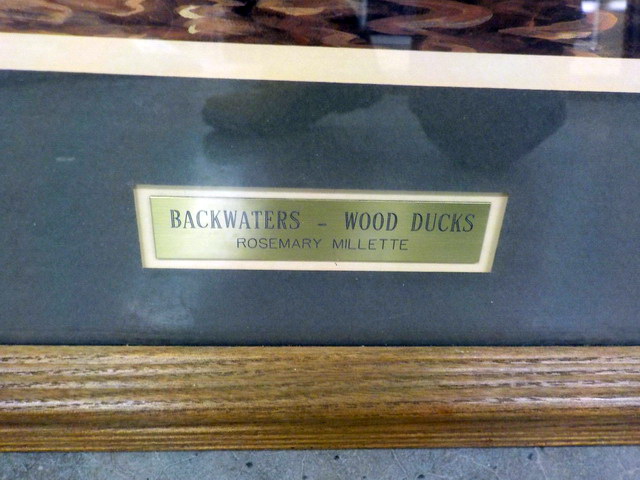 BACKWATERS - WOOD DUCKS
ROSEMARY MILLETTE